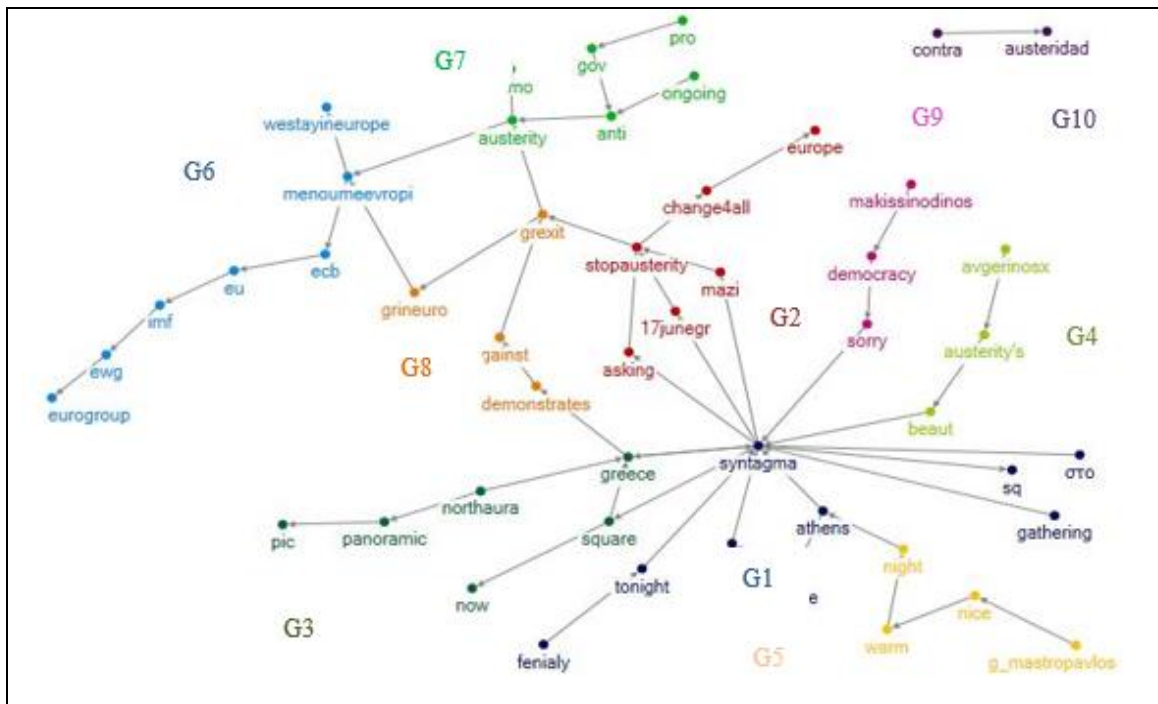 pro
contra
austeridad
G7
gov
mo
ongoing
G9
G10
westayineurope
austerity
anti
europe
G6
menoumeevropi
change4all
makissinodinos
grexit
stopausterity
democracy
avgerinosx
ecb
mazi
eu
grineuro
17junegr
G2
sorry
G4
imf
gainst
austerity's
ewg
G8
asking
eurogroup
demonstrates
beaut
greece
syntagma
sq
στο
northaura
athens
pic
panoramic
square
gathering
night
now
tonight
G1
e
nice
G3
fenialy
G5
warm
g_mastropavlos